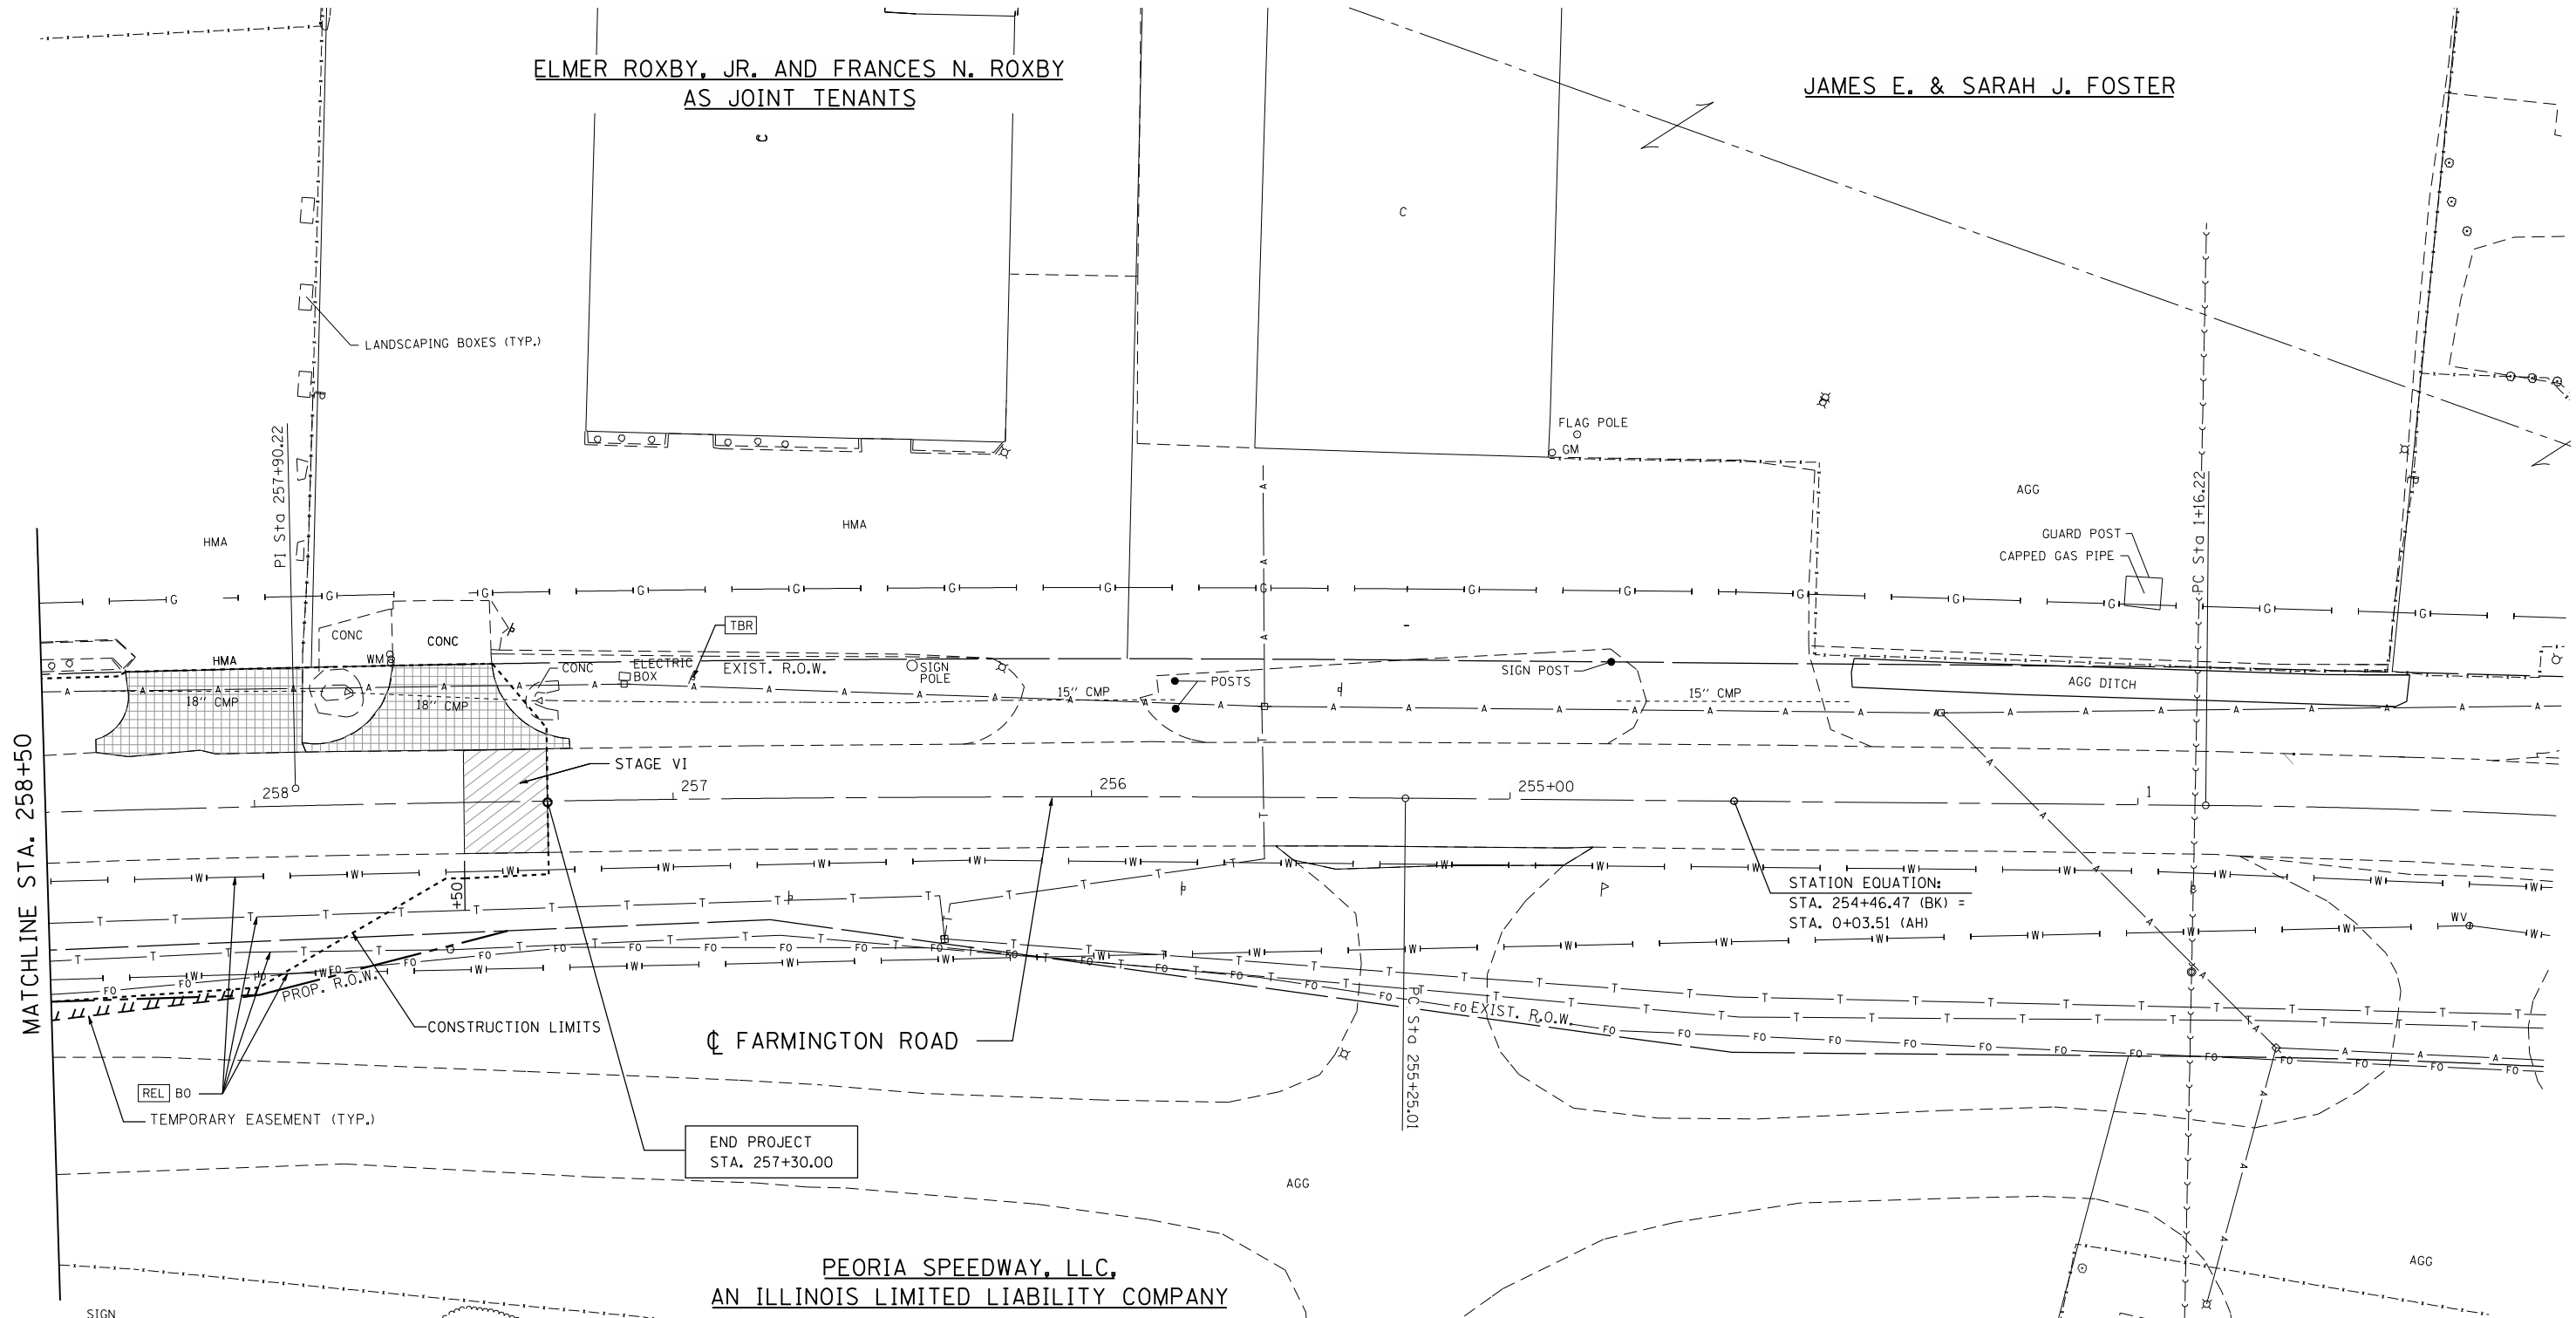 ELMER ROXBY, JR. AND FRANCES N. ROXBY
AS JOINT TENANTS
JAMES E. & SARAH J. FOSTER
C
C
LANDSCAPING BOXES (TYP.)
P
PI Sta 257+90.22
FLAG POLE
GM
HMA
HMA
AGG
GUARD POST
CAPPED GAS PIPE
PC Sta 1+16.22
G G G G G G G G G G G G G G G
TBR
CONC
CONC
HMA
WM
CONC
ELECTRIC
BOX
EXIST. R.O.W.
SIGN
POLE
POSTS
SIGN POST
AGG DITCH
18" CMP
18" CMP
15" CMP
15" CMP
STAGE VI
258
257
256
255+00
1
MATCHLINE STA. 258+50
+50
STATION EQUATION:
STA. 254+46.47 (BK) =
STA. 0+03.51 (AH)
WV
PROP. R.O.W.
EXIST. R.O.W.
CONSTRUCTION LIMITS
℄ FARMINGTON ROAD
PC Sta 255+25.01
REL BO
TEMPORARY EASEMENT (TYP.)
END PROJECT
STA. 257+30.00
AGG
AGG
PEORIA SPEEDWAY, LLC,
AN ILLINOIS LIMITED LIABILITY COMPANY
SIGN